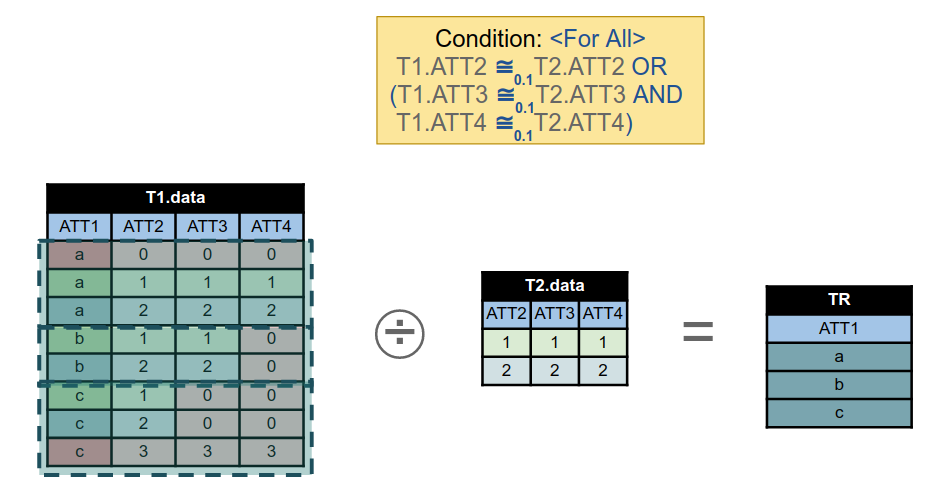 Condition: <For All>
T1.ATT2 ≅0.1 T2.ATT2 OR
(T1.ATT3 ≅0.1 T2.ATT3 AND
T1.ATT4 ≅0.1 T2.ATT4)
T1.data
ATT1 ATT2 ATT3 ATT4
a 0 0 0
a 1 1 1
a 2 2 2
b 1 1 0
b 2 2 0
c 1 0 0
c 2 0 0
c 3 3 3
÷
T2.data
ATT2 ATT3 ATT4
1 1 1
2 2 2
=
TR
ATT1
a
b
c